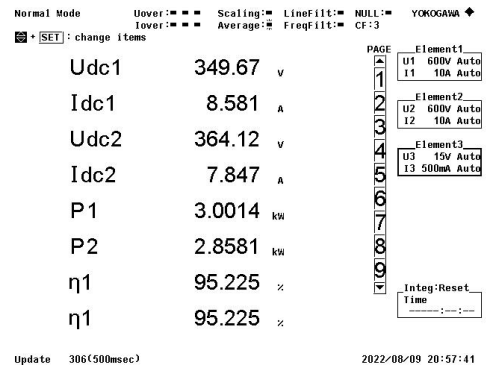 Normal Mode Uover: Scaling: LineFilt: NULL: YOKOGAWA
Iover: Average: FreqFilt: CF:3
+ SET : change items
PAGE
Udc1 349.67 V
Idc1 8.581 A
Udc2 364.12 V
Idc2 7.847 A
P1 3.0014 kW
P2 2.8581 kW
η1 95.225 %
η1 95.225 %
1
2
3
4
5
6
7
8
9
Element1
U1 600V Auto
I1 10A Auto
Element2
U2 600V Auto
I2 10A Auto
Element3
U3 15V Auto
I3 500mA Auto
Integ:Reset
Time
-----:--:--
Update 306(500msec) 2022/08/09 20:57:41